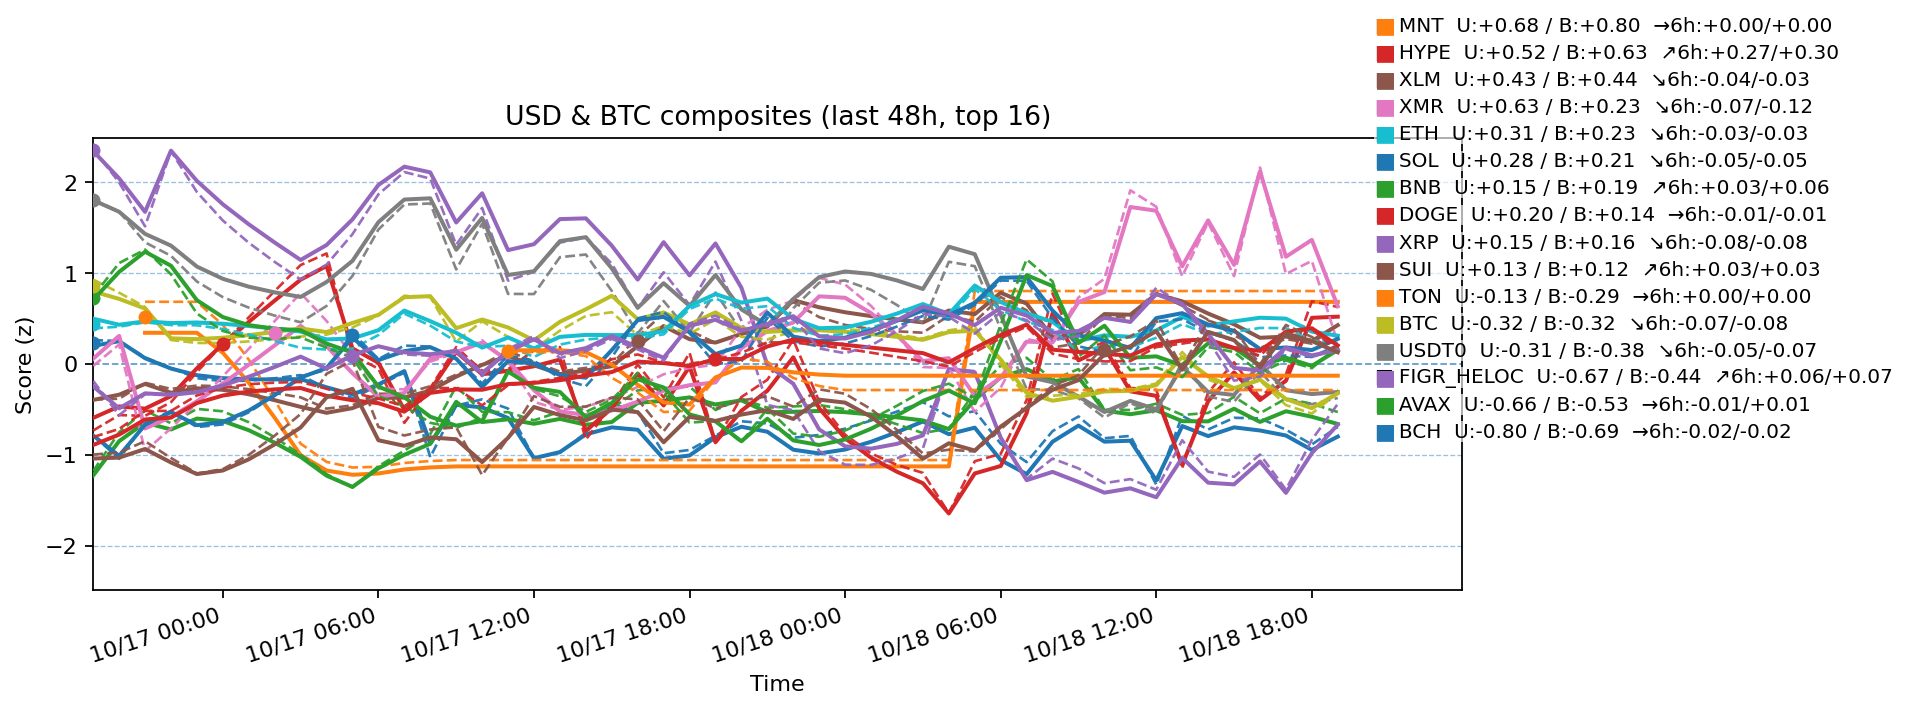 MNT U:+0.68 / B:+0.80 →6h:+0.00/+0.00
HYPE U:+0.52 / B:+0.63 ↗6h:+0.27/+0.30
XLM U:+0.43 / B:+0.44 ↘6h:-0.04/-0.03
XMR U:+0.63 / B:+0.23 ↘6h:-0.07/-0.12
ETH U:+0.31 / B:+0.23 ↘6h:-0.03/-0.03
SOL U:+0.28 / B:+0.21 ↘6h:-0.05/-0.05
BNB U:+0.15 / B:+0.19 ↗6h:+0.03/+0.06
DOGE U:+0.20 / B:+0.14 →6h:-0.01/-0.01
XRP U:+0.15 / B:+0.16 ↘6h:-0.08/-0.08
SUI U:+0.13 / B:+0.12 ↗6h:+0.03/+0.03
TON U:-0.13 / B:-0.29 →6h:+0.00/+0.00
BTC U:-0.32 / B:-0.32 ↘6h:-0.07/-0.08
USDT0 U:-0.31 / B:-0.38 ↘6h:-0.05/-0.07
FIGR_HELOC U:-0.67 / B:-0.44 ↗6h:+0.06/+0.07
AVAX U:-0.66 / B:-0.53 →6h:-0.01/+0.01
BCH U:-0.80 / B:-0.69 →6h:-0.02/-0.02
USD & BTC composites (last 48h, top 16)
Score (z)
2
1
0
−1
−2
10/17 00:00
10/17 06:00
10/17 12:00
10/17 18:00
10/18 00:00
10/18 06:00
10/18 12:00
10/18 18:00
Time